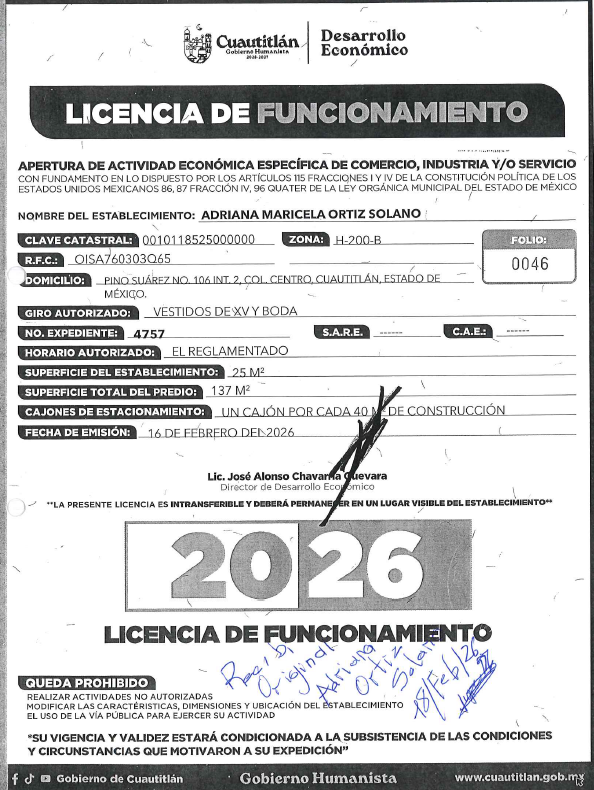 Cuautitlán
Gobierno Humanista
2025-2027
Desarrollo
Económico
LICENCIA DE FUNCIONAMIENTO
APERTURA DE ACTIVIDAD ECONÓMICA ESPECÍFICA DE COMERCIO, INDUSTRIA Y/O SERVICIO
CON FUNDAMENTO EN LO DISPUESTO POR LOS ARTÍCULOS 115 FRACCIONES I Y IV DE LA CONSTITUCIÓN POLÍTICA DE LOS
ESTADOS UNIDOS MEXICANOS 86, 87 FRACCIÓN IV, 96 QUATER DE LA LEY ORGÁNICA MUNICIPAL DEL ESTADO DE MÉXICO
NOMBRE DEL ESTABLECIMIENTO: ADRIANA MARICELA ORTIZ SOLANO
CLAVE CATASTRAL: 0010118525000000 ZONA: H-200-B
FOLIO:
0046
R.F.C.: OISA760303Q65
DOMICILIO: PINO SUÁREZ NO. 106 INT. 2, COL. CENTRO, CUAUTITLÁN, ESTADO DE
MÉXICO.
GIRO AUTORIZADO: VESTIDOS DE XV Y BODA
NO. EXPEDIENTE: 4757 S.A.R.E. ------ C.A.E.: ------
HORARIO AUTORIZADO: EL REGLAMENTADO
SUPERFICIE DEL ESTABLECIMIENTO: 25 M²
SUPERFICIE TOTAL DEL PREDIO: 137 M²
CAJONES DE ESTACIONAMIENTO: UN CAJÓN POR CADA 40 M² DE CONSTRUCCIÓN
FECHA DE EMISIÓN: 16 DE FEBRERO DEL 2026
Lic. José Alonso Chavarría Guevara
Director de Desarrollo Económico
**LA PRESENTE LICENCIA ES INTRANSFERIBLE Y DEBERÁ PERMANECER EN UN LUGAR VISIBLE DEL ESTABLECIMIENTO**
2026
LICENCIA DE FUNCIONAMIENTO
Recibi
Original
Adriana
Ortiz
18/Feb/26
QUEDA PROHIBIDO
REALIZAR ACTIVIDADES NO AUTORIZADAS
MODIFICAR LAS CARACTERÍSTICAS, DIMENSIONES Y UBICACIÓN DEL ESTABLECIMIENTO
EL USO DE LA VÍA PÚBLICA PARA EJERCER SU ACTIVIDAD
"SU VIGENCIA Y VALIDEZ ESTARÁ CONDICIONADA A LA SUBSISTENCIA DE LAS CONDICIONES
Y CIRCUNSTANCIAS QUE MOTIVARON A SU EXPEDICIÓN"
Gobierno de Cuautitlán
Gobierno Humanista
www.cuautitlan.gob.mx